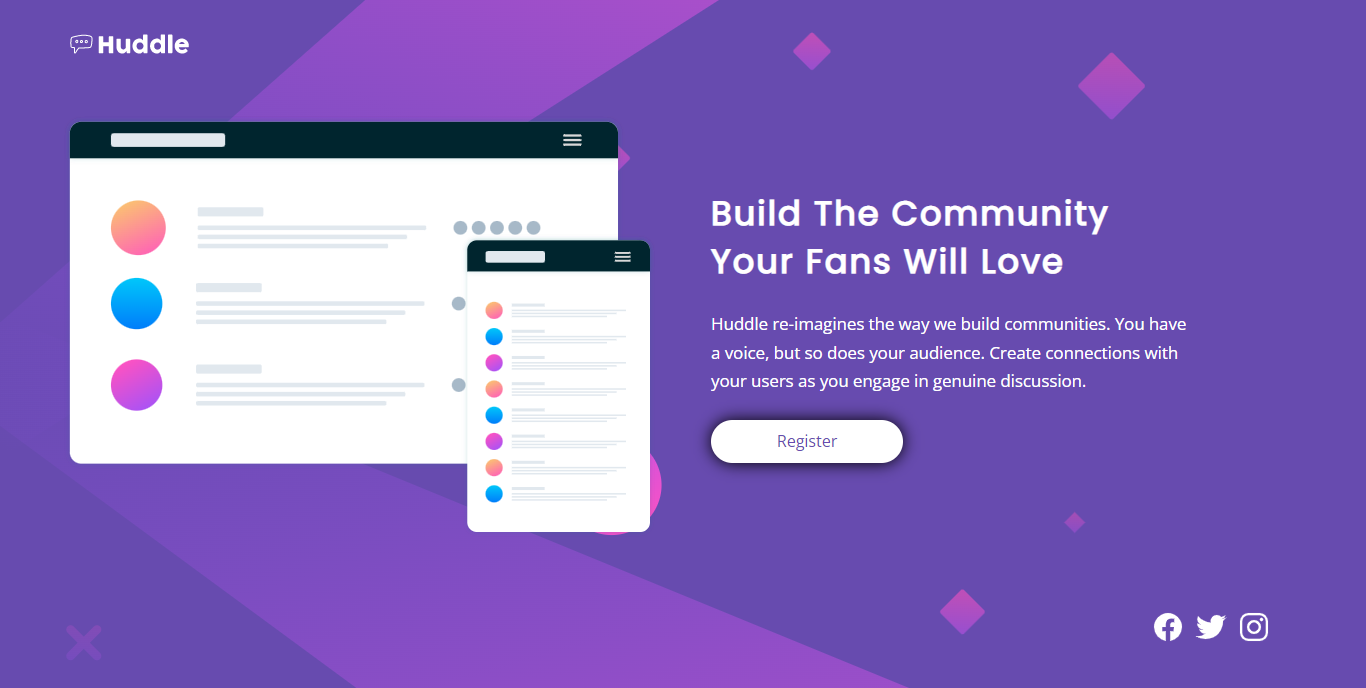 Huddle
Build The Community
Your Fans Will Love
Huddle re-imagines the way we build communities. You have
a voice, but so does your audience. Create connections with
your users as you engage in genuine discussion.
Register